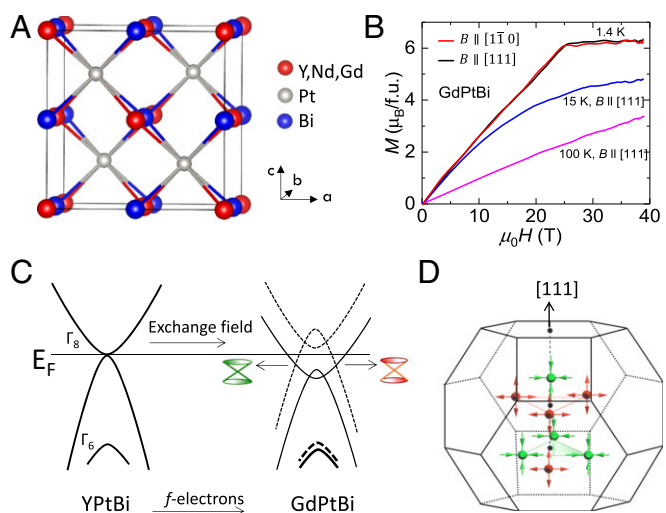 A
Y,Nd,Gd
Pt
Bi
c
b
a
B
B ∥ [11̅ 0]
B ∥ [111]
1.4 K
GdPtBi
15 K, B ∥ [111]
100 K, B ∥ [111]
M (μB/f.u.)
6
4
2
0
0 10 20 30 40
μ0H (T)
C
Γ8
Exchange field
EF
Γ6
f-electrons
YPtBi
GdPtBi
D
[111]